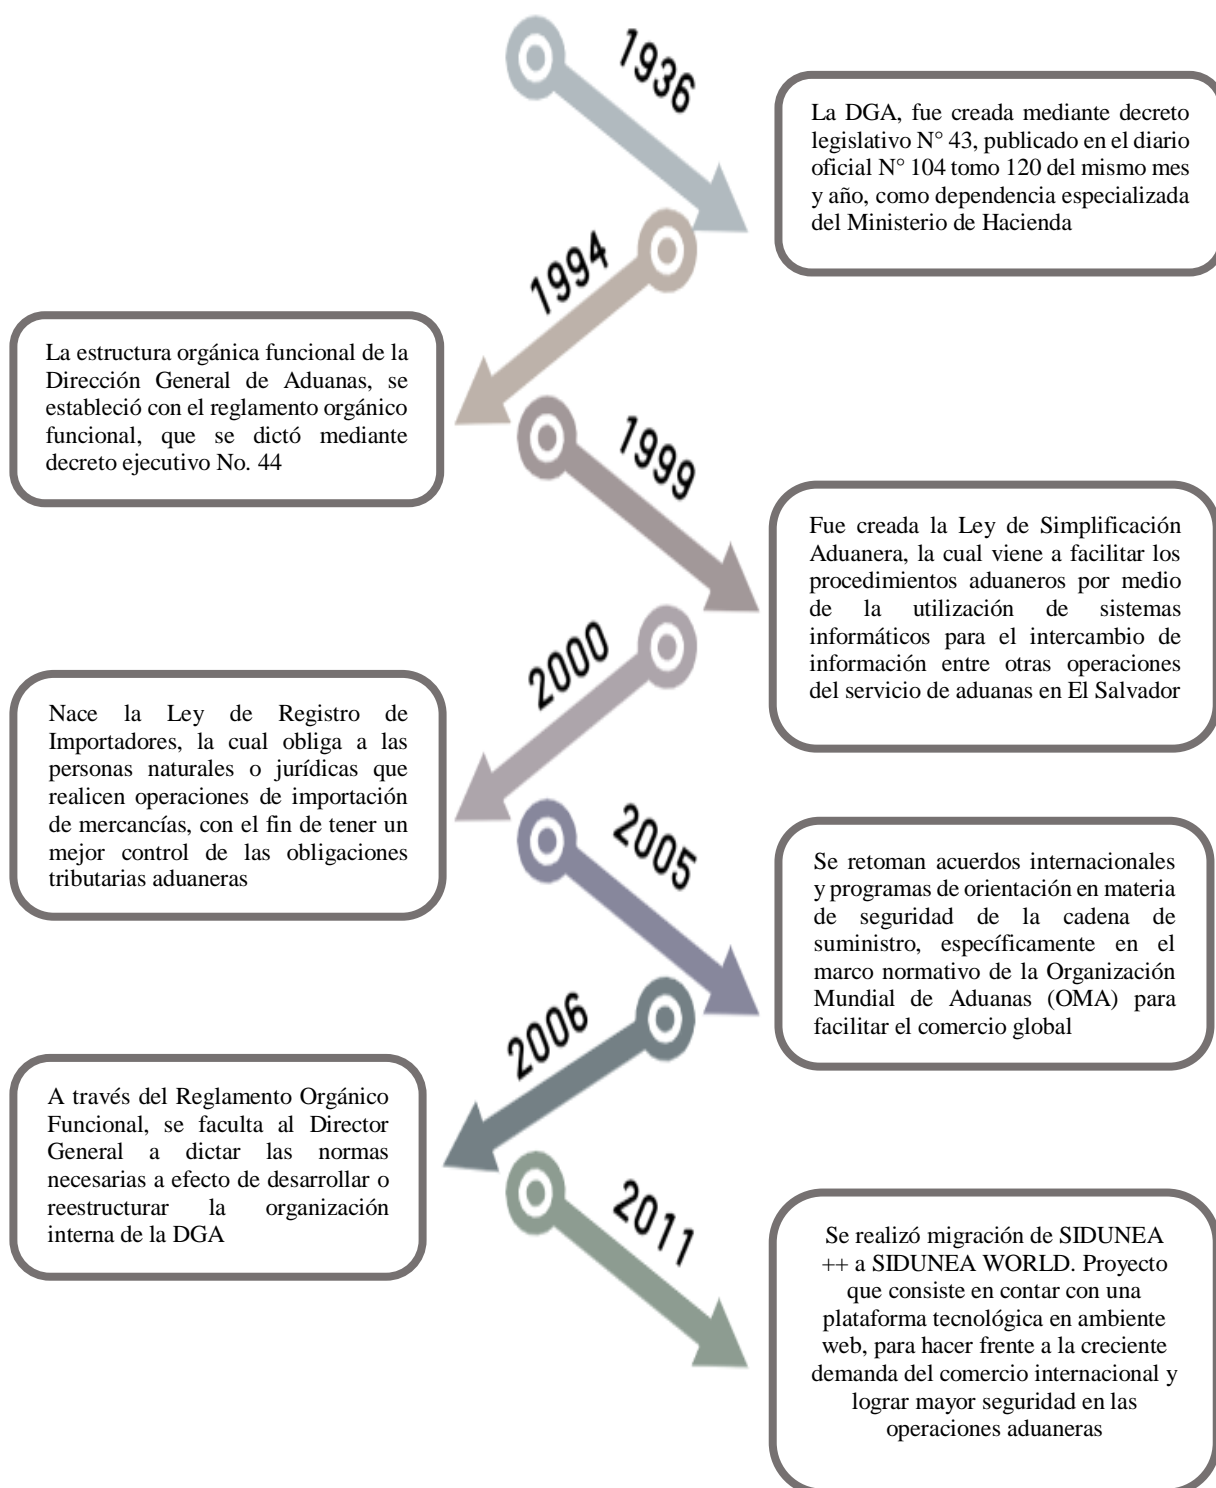 1936
La DGA, fue creada mediante decreto
legislativo N° 43, publicado en el diario
oficial N° 104 tomo 120 del mismo mes
y año, como dependencia especializada
del Ministerio de Hacienda
1994
La estructura orgánica funcional de la
Dirección General de Aduanas, se
estableció con el reglamento orgánico
funcional, que se dictó mediante
decreto ejecutivo No. 44
1999
Fue creada la Ley de Simplificación
Aduanera, la cual viene a facilitar los
procedimientos aduaneros por medio
de la utilización de sistemas
informáticos para el intercambio de
información entre otras operaciones
del servicio de aduanas en El Salvador
2000
Nace la Ley de Registro de
Importadores, la cual obliga a las
personas naturales o jurídicas que
realicen operaciones de importación
de mercancías, con el fin de tener un
mejor control de las obligaciones
tributarias aduaneras
2005
Se retoman acuerdos internacionales
y programas de orientación en materia
de seguridad de la cadena de
suministro, específicamente en el
marco normativo de la Organización
Mundial de Aduanas (OMA) para
facilitar el comercio global
2006
A través del Reglamento Orgánico
Funcional, se faculta al Director
General a dictar las normas
necesarias a efecto de desarrollar o
reestructurar la organización
interna de la DGA
2011
Se realizó migración de SIDUNEA
++ a SIDUNEA WORLD. Proyecto
que consiste en contar con una
plataforma tecnológica en ambiente
web, para hacer frente a la creciente
demanda del comercio internacional y
lograr mayor seguridad en las
operaciones aduaneras